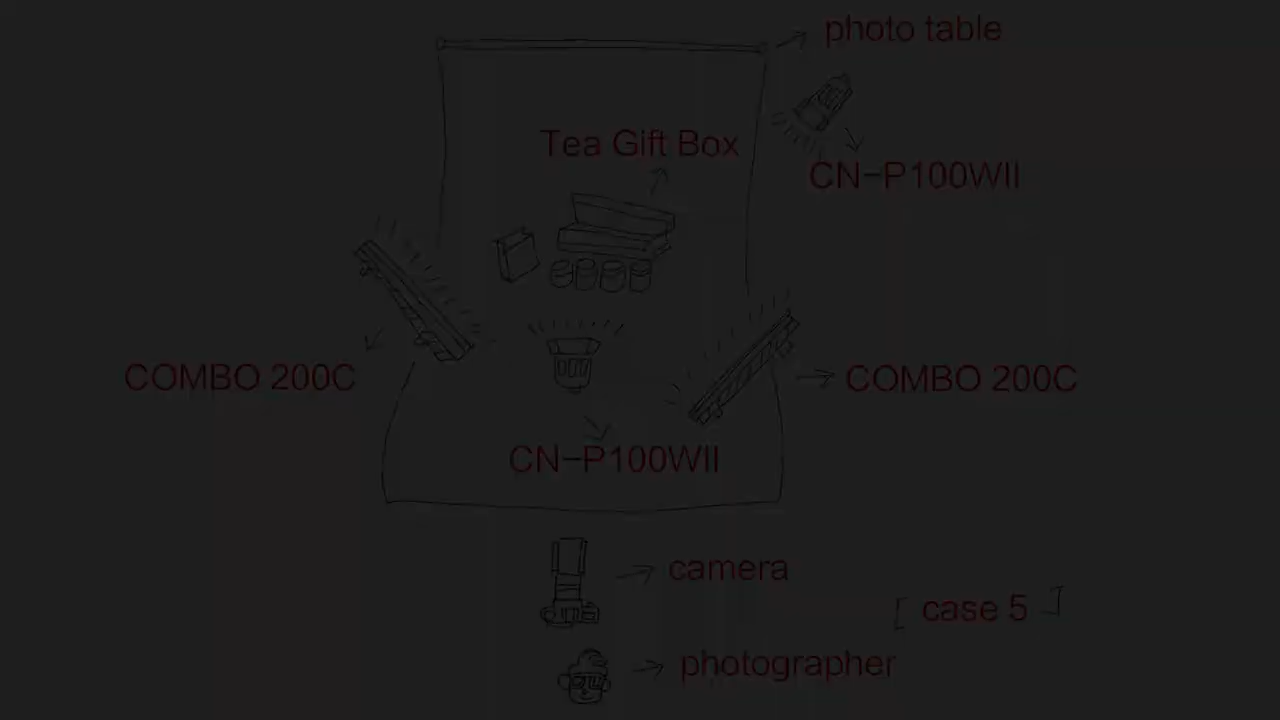 photo table
Tea Gift Box
CN-P100WII
COMBO 200C
COMBO 200C
CN-P100WII
camera
[ case 5 ]
photographer